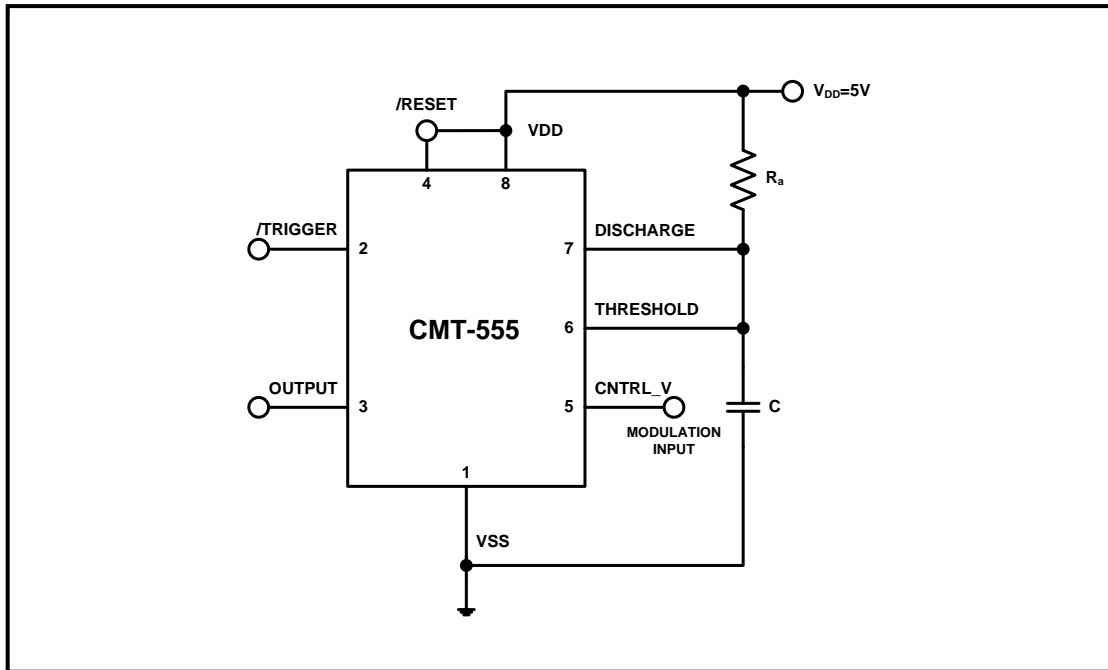 V_DD=5V
/RESET
VDD
4
8
R_a
/TRIGGER
2
DISCHARGE
7
THRESHOLD
6
CMT-555
OUTPUT
3
CNTRL_V
5
C
MODULATION
INPUT
1
VSS